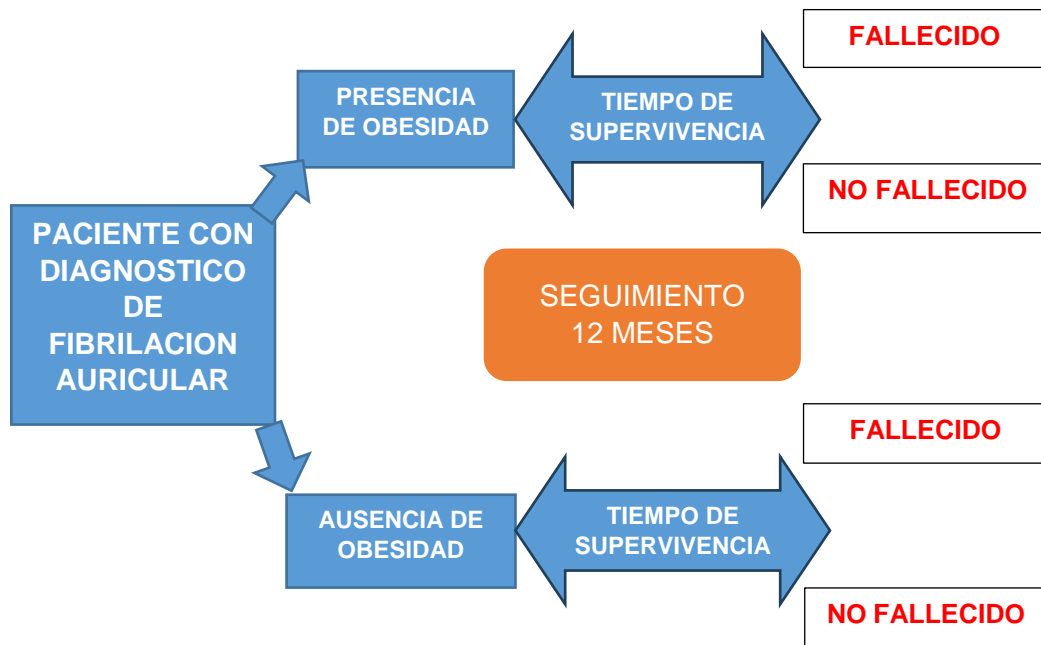 FALLECIDO
PRESENCIA
DE OBESIDAD
TIEMPO DE
SUPERVIVENCIA
NO FALLECIDO
PACIENTE CON
DIAGNOSTICO
DE
FIBRILACION
AURICULAR
SEGUIMIENTO
12 MESES
FALLECIDO
AUSENCIA DE
OBESIDAD
TIEMPO DE
SUPERVIVENCIA
NO FALLECIDO